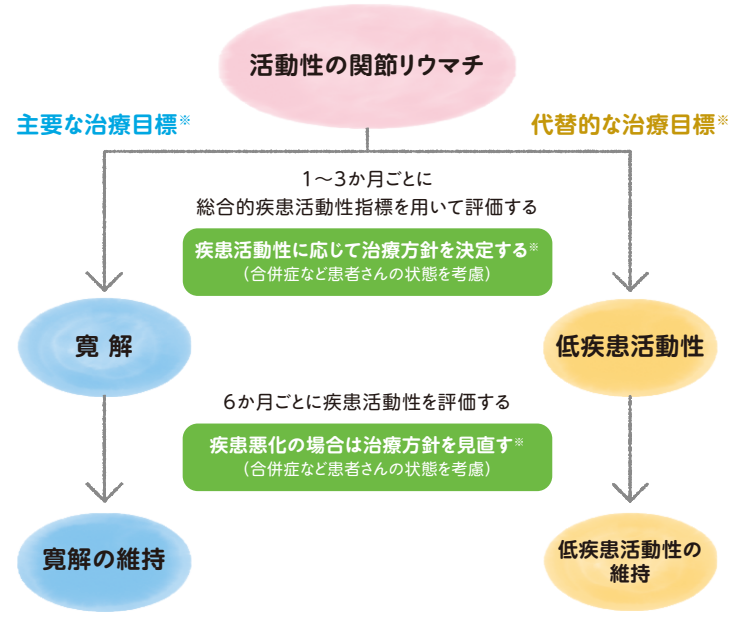 活動性の関節リウマチ
主要な治療目標※
代替的な治療目標※
1～3か月ごとに
総合的疾患活動性指標を用いて評価する
疾患活動性に応じて治療方針を決定する※
（合併症など患者さんの状態を考慮）
寛 解
低疾患活動性
6か月ごとに疾患活動性を評価する
疾患悪化の場合は治療方針を見直す※
（合併症など患者さんの状態を考慮）
寛解の維持
低疾患活動性の
維持